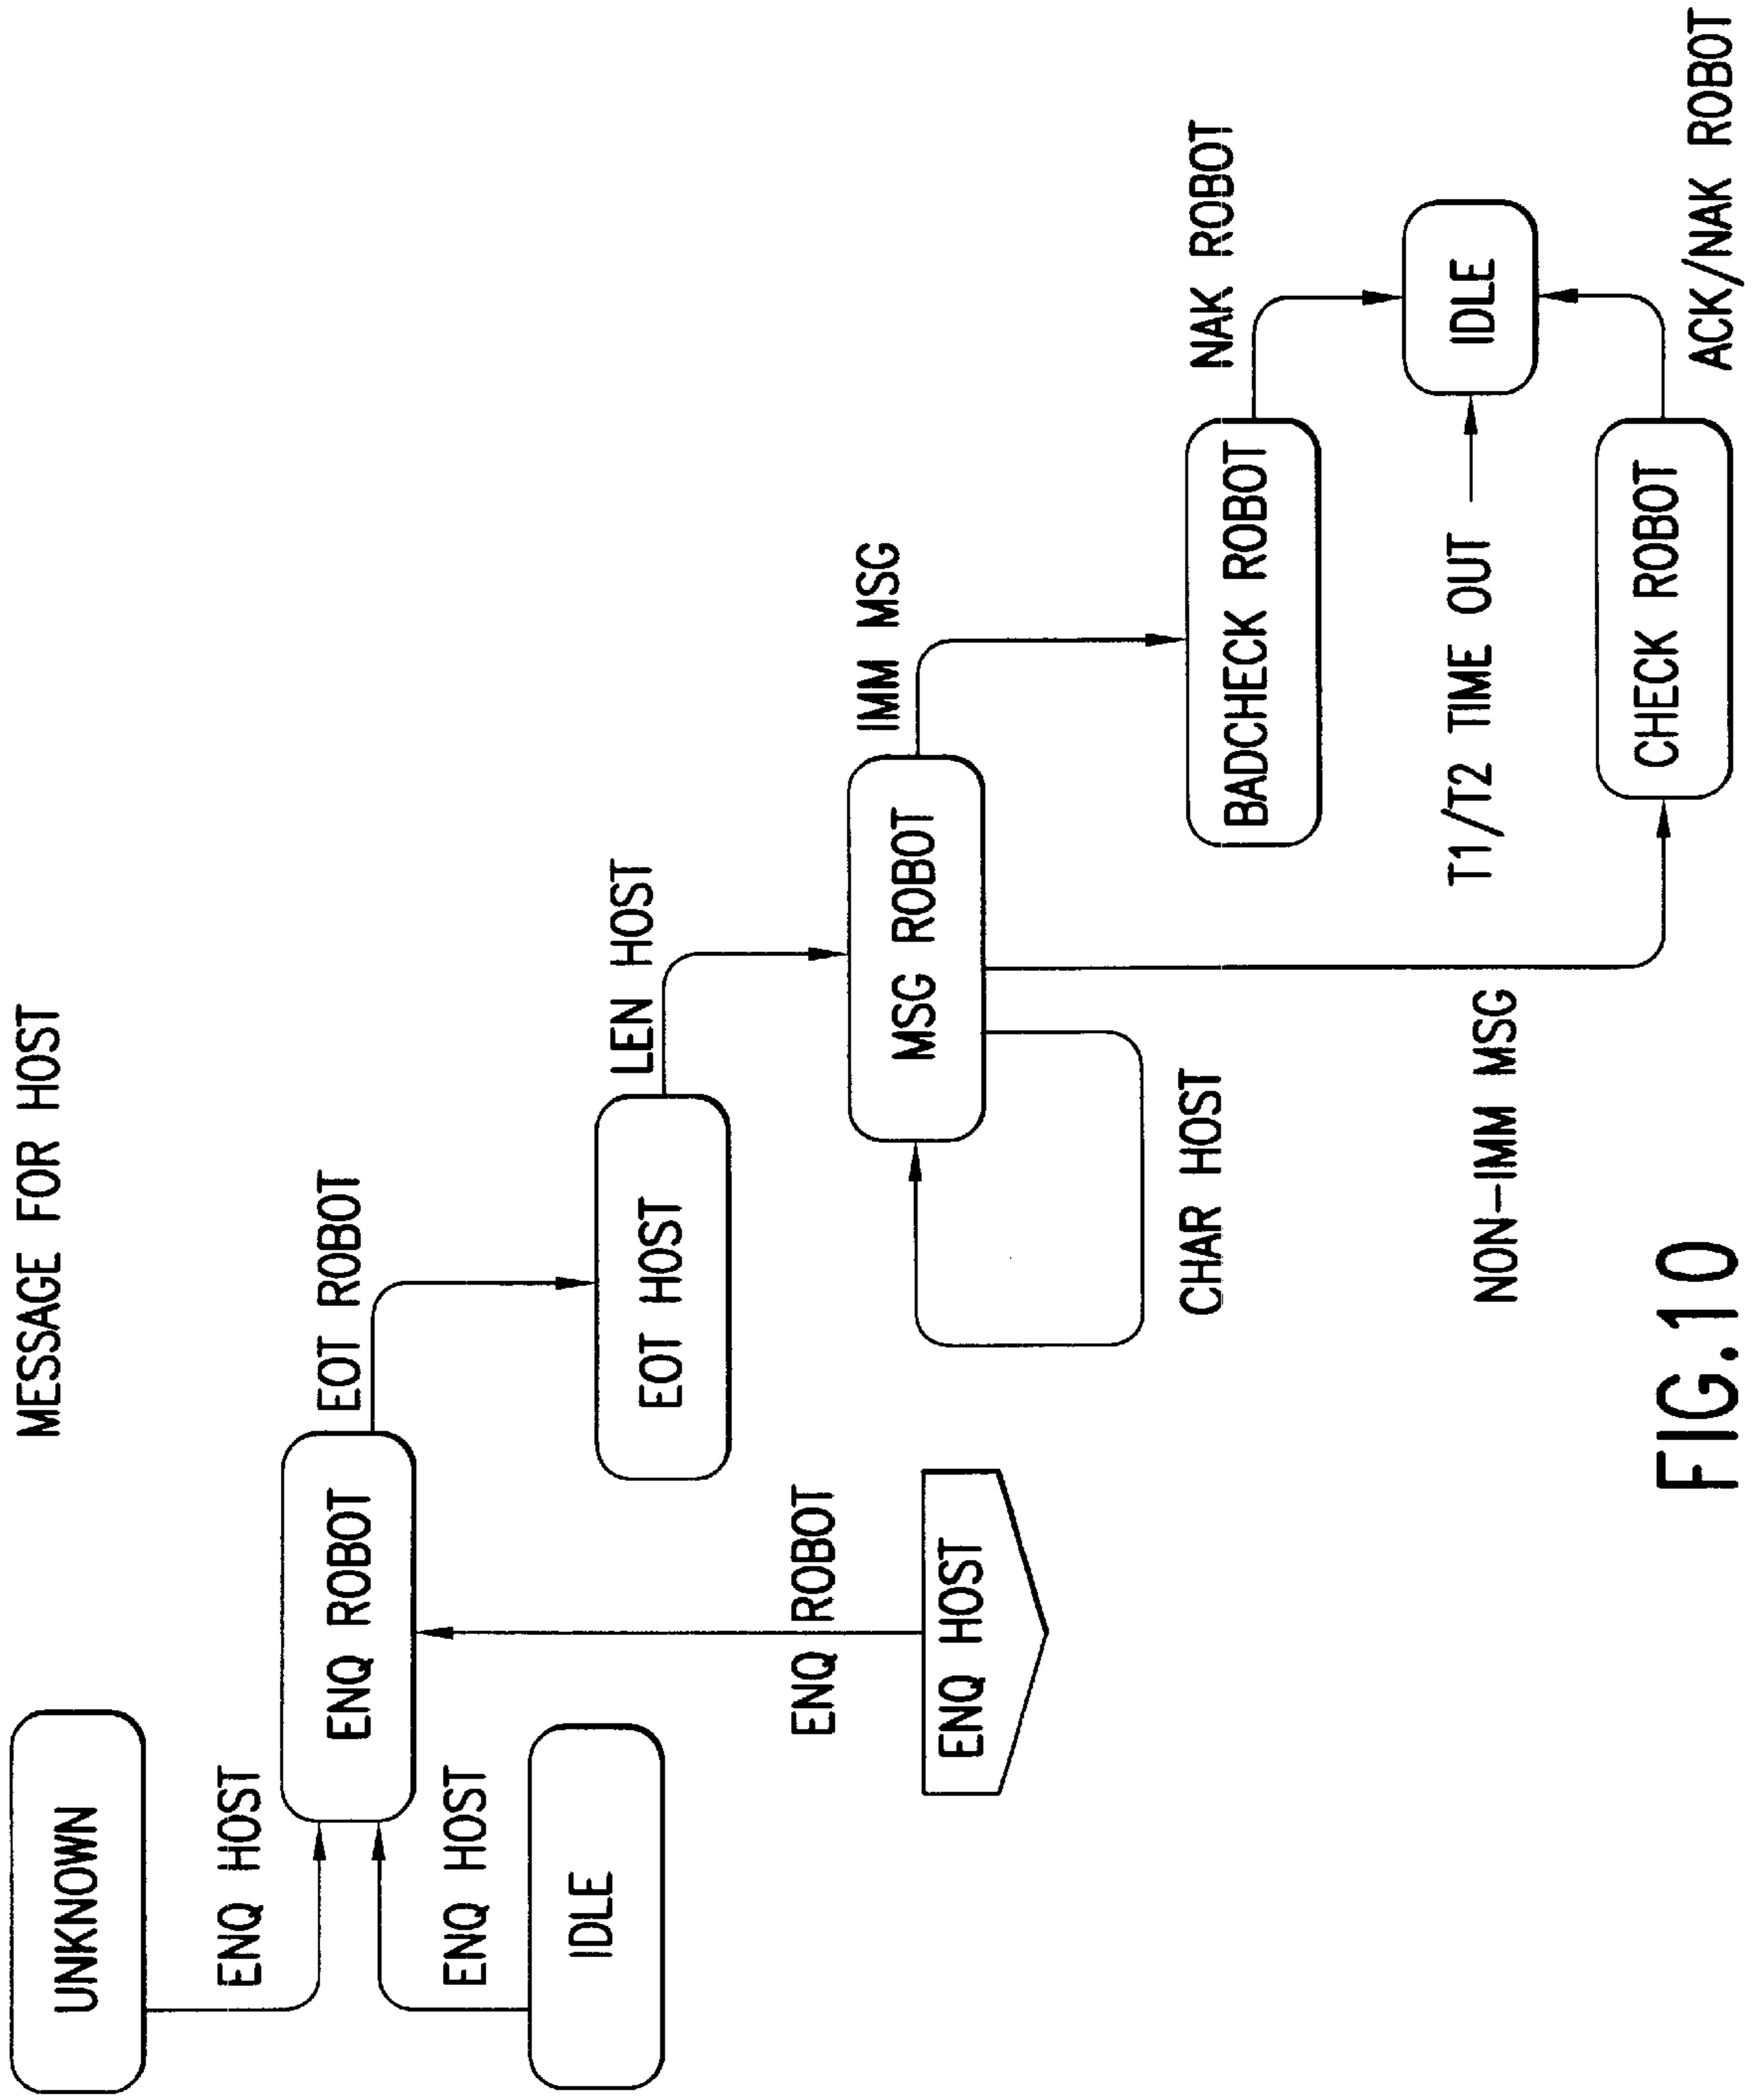 MESSAGE FOR HOST
UNKNOWN
ENQ HOST
ENQ ROBOT
EOT ROBOT
ENQ HOST
IDLE
EOT HOST
LEN HOST
ENQ ROBOT
ENQ HOST
MSG ROBOT
IMM MSG
CHAR HOST
NON-IMM MSG
BADCHECK ROBOT
NAK ROBOT
T1/T2 TIME OUT
IDLE
CHECK ROBOT
ACK/NAK ROBOT
FIG.10